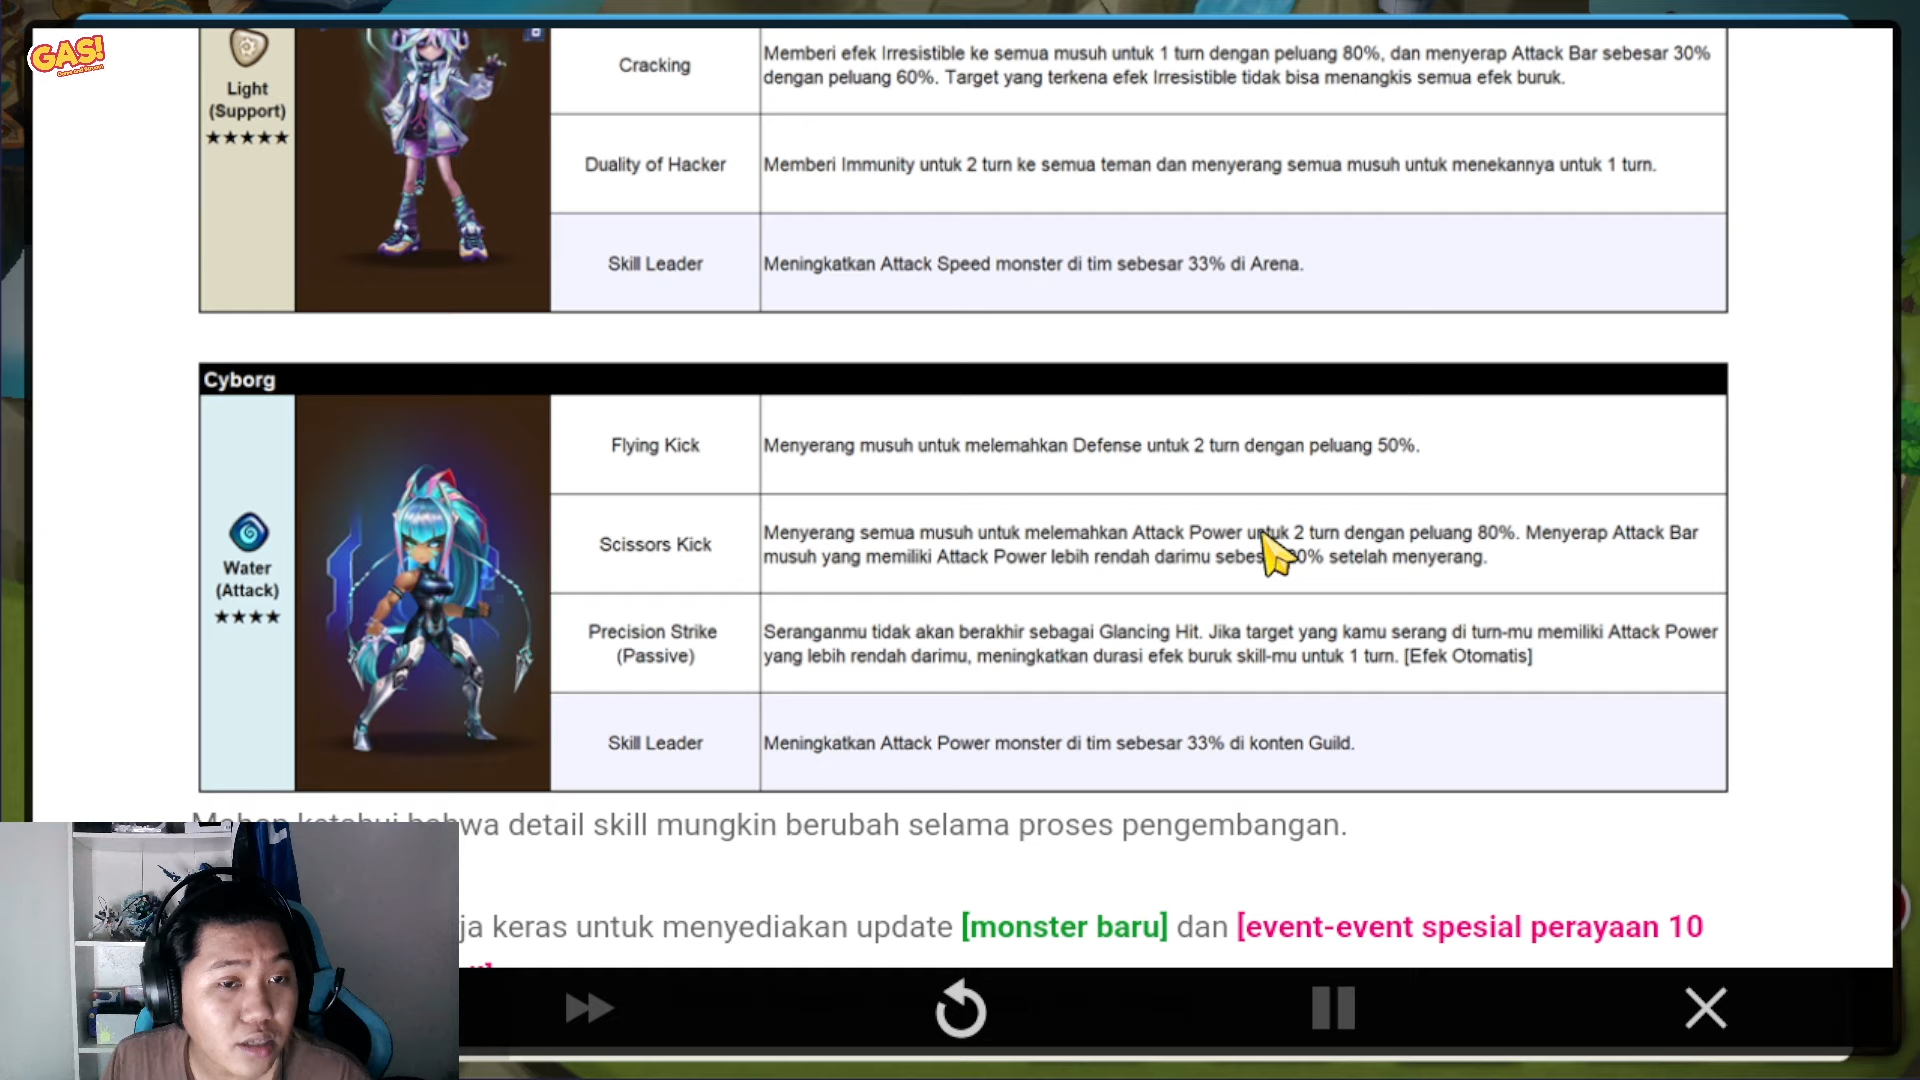 GAS!
Light
(Support)
★★★★★
Cracking
Memberi efek Irresistible ke semua musuh untuk 1 turn dengan peluang 80%, dan menyerap Attack Bar sebesar 30%
dengan peluang 60%. Target yang terkena efek Irresistible tidak bisa menangkis semua efek buruk.
Duality of Hacker
Memberi Immunity untuk 2 turn ke semua teman dan menyerang semua musuh untuk menekannya untuk 1 turn.
Skill Leader
Meningkatkan Attack Speed monster di tim sebesar 33% di Arena.
Cyborg
Water
(Attack)
★★★★
Flying Kick
Menyerang musuh untuk melemahkan Defense untuk 2 turn dengan peluang 50%.
Scissors Kick
Menyerang semua musuh untuk melemahkan Attack Power untuk 2 turn dengan peluang 80%. Menyerap Attack Bar
musuh yang memiliki Attack Power lebih rendah darimu setelah menyerang.
Precision Strike
(Passive)
Seranganmu tidak akan berakhir sebagai Glancing Hit. Jika target yang kamu serang di turn-mu memiliki Attack Power
yang lebih rendah darimu, meningkatkan durasi efek buruk skill-mu untuk 1 turn. [Efek Otomatis]
Skill Leader
Meningkatkan Attack Power monster di tim sebesar 33% di konten Guild.
Mohon ketahui bahwa detail skill mungkin berubah selama proses pengembangan.
keras untuk menyediakan update [monster baru] dan [event-event spesial perayaan 10